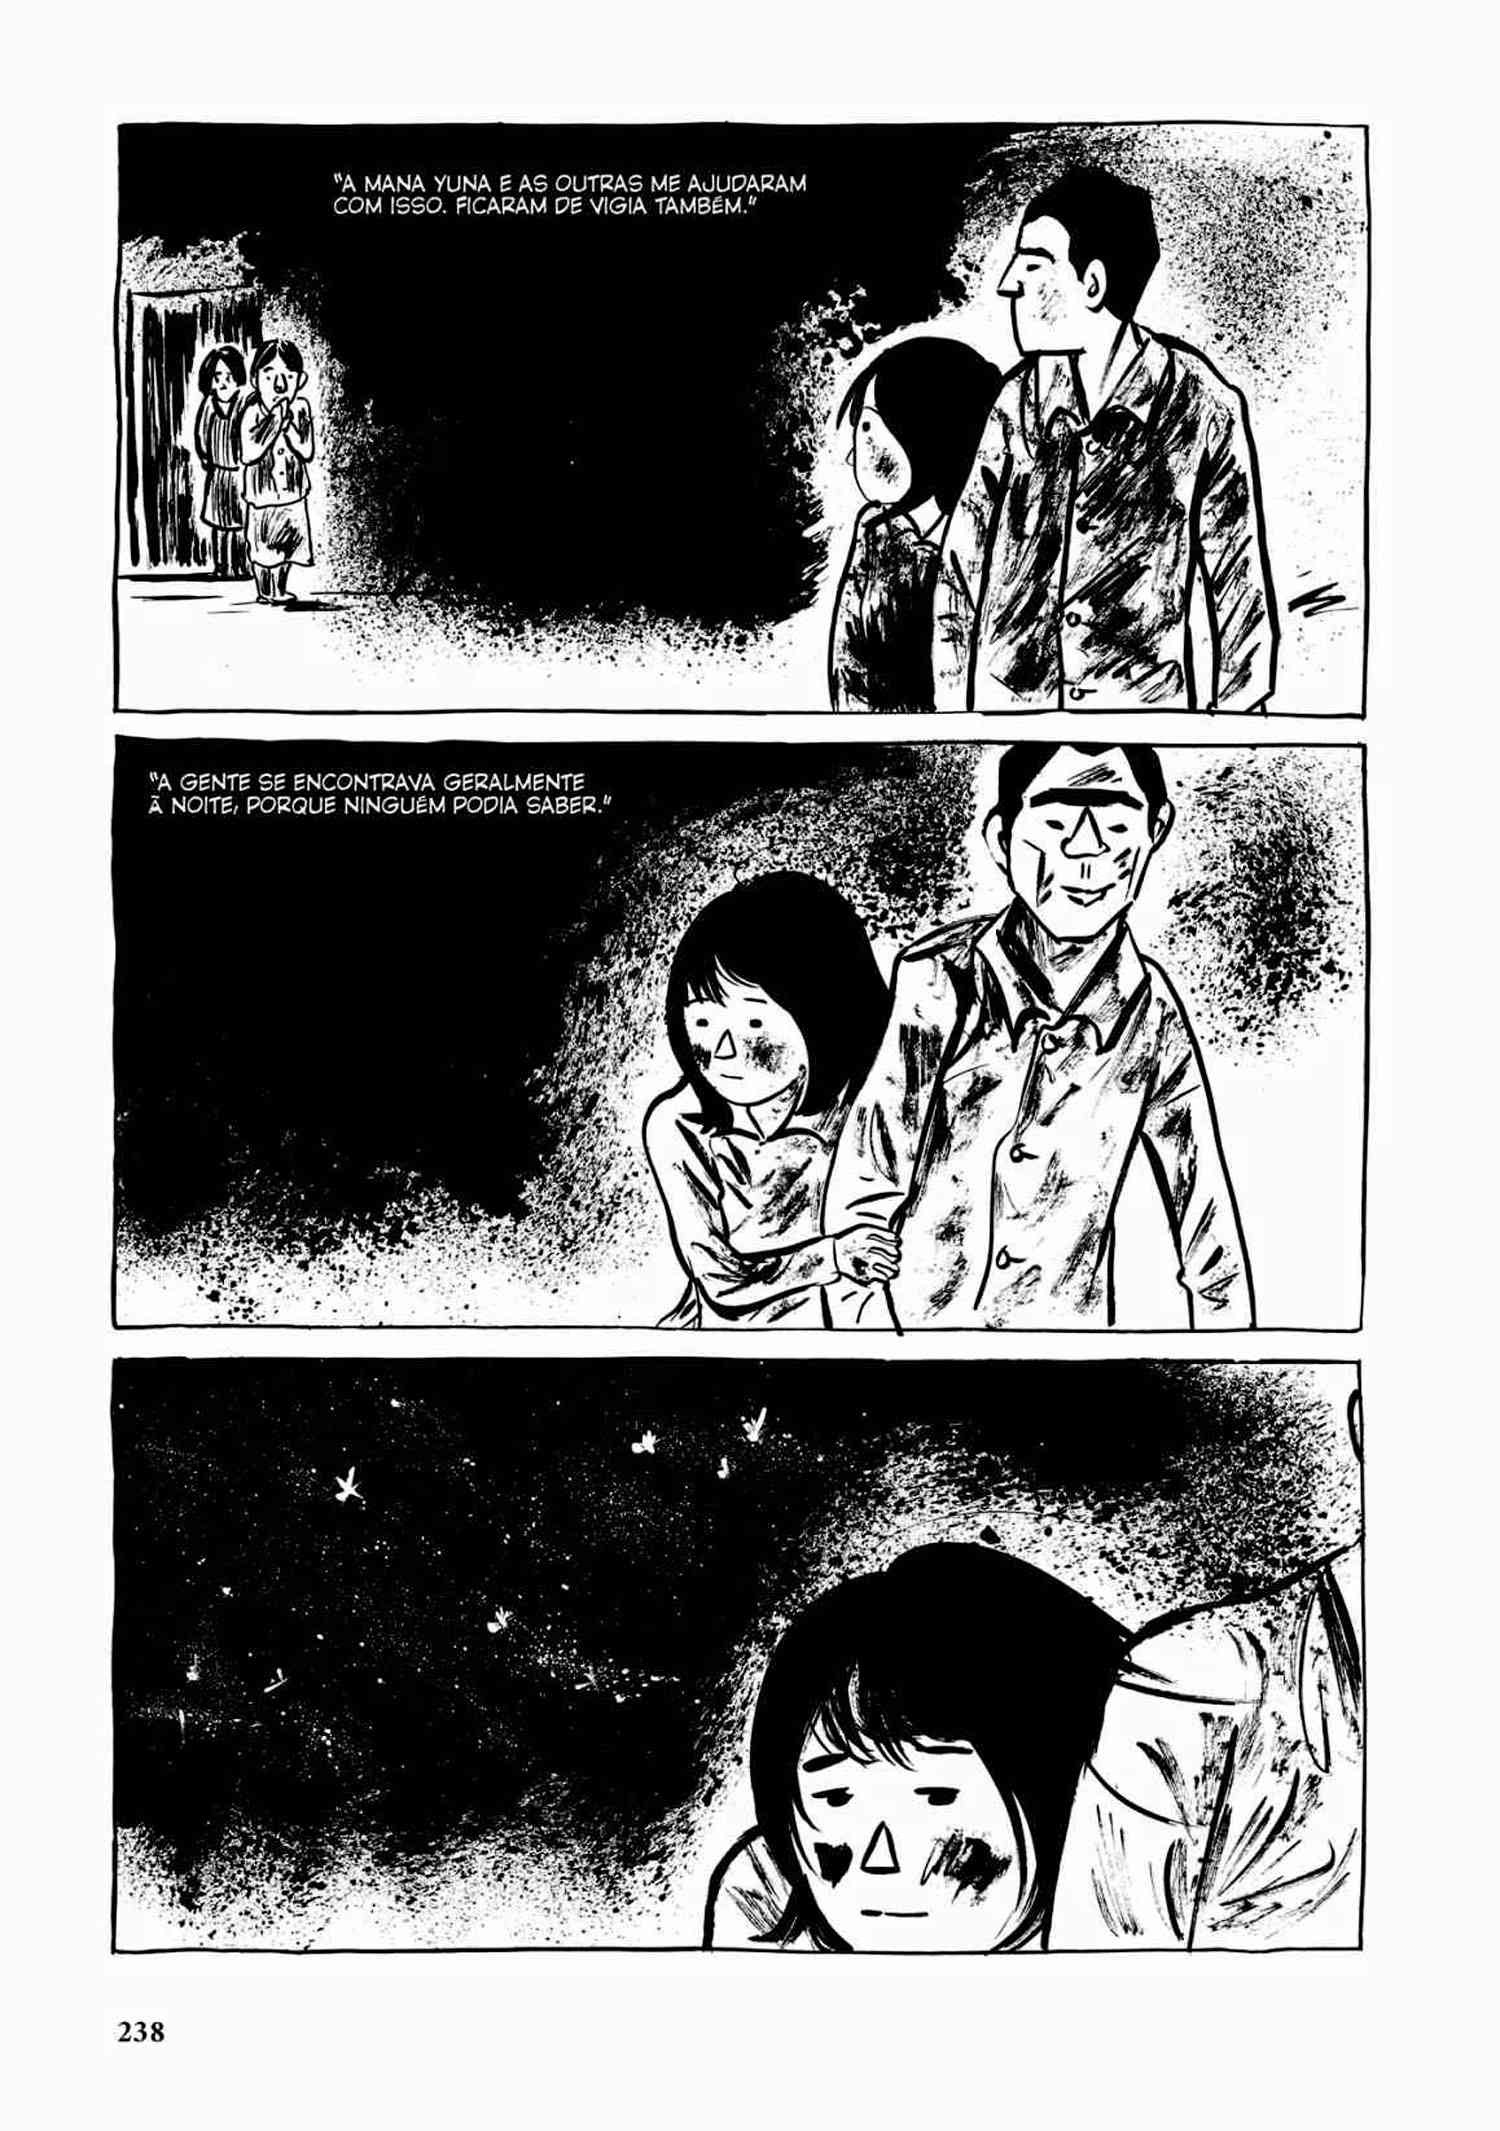 "A MANA YUNA E AS OUTRAS ME AJUDARAM
COM ISSO. FICARAM DE VIGIA TAMBÉM."
"A GENTE SE ENCONTRAVA GERALMENTE
À NOITE, PORQUE NINGUÉM PODIA SABER."
238